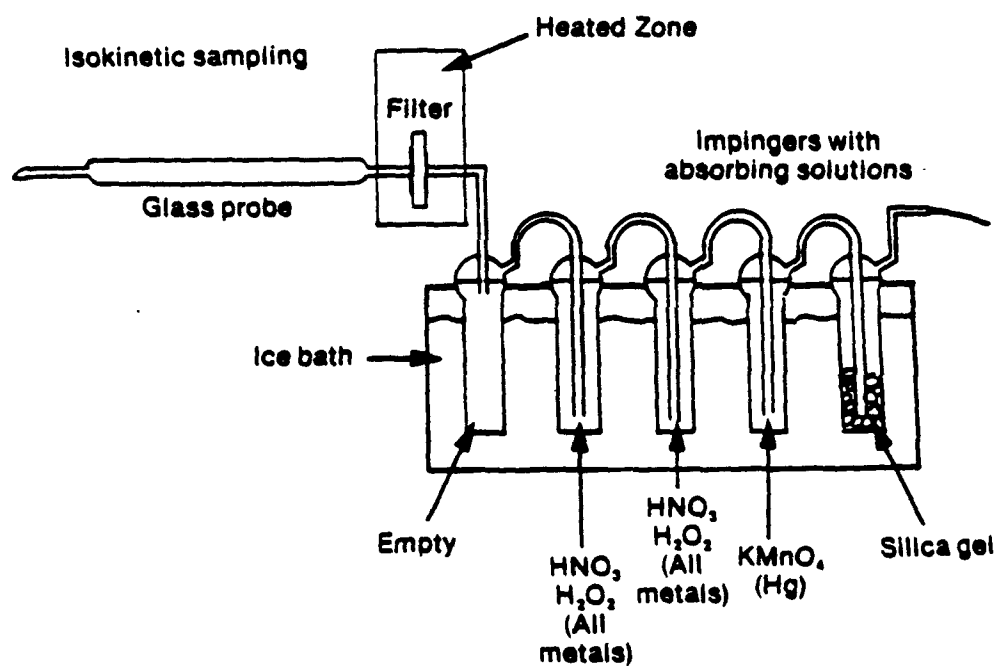 Isokinetic sampling
Heated Zone
Filter
Glass probe
Impingers with
absorbing solutions
Ice bath
Empty
HNO₃
H₂O₂
(All
metals)
HNO₃
H₂O₂
(All
metals)
KMnO₄
(Hg)
Silica gel